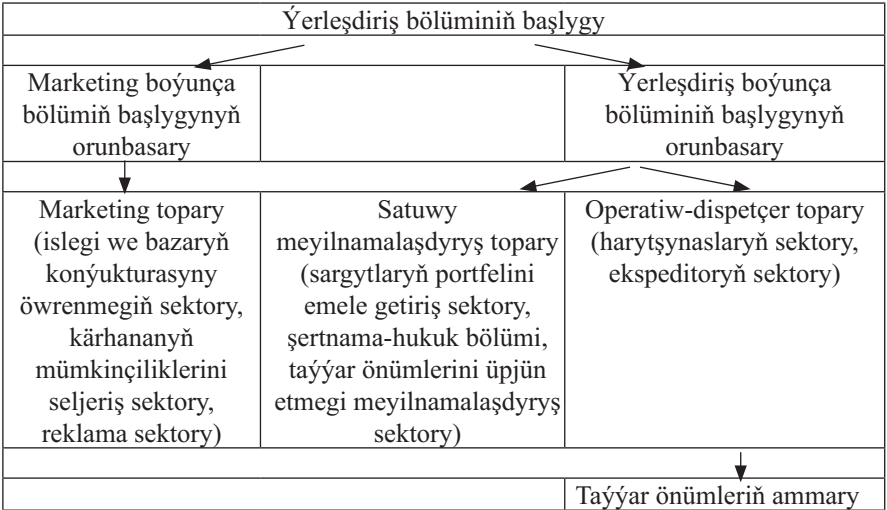 Ýerleşdiriş bölüminiň başlygy
Marketing boýunça
bölümiň başlygynyň
orunbasary
Ýerleşdiriş boýunça
bölüminiň başlygynyň
orunbasary
Marketing topary
(islegi we bazaryň
konýukturasyny
öwrenmegiň sektory,
kärhananyň
mümkinçiliklerini
seljeriş sektory,
reklama sektory)
Satuwy
meyilnamalaşdyryş topary
(sargytlaryň portfelini
emele getiriş sektory,
şertnama-hukuk bölümi,
taýýar önümlerini üpjün
etmegi meyilnamalaşdyryş
sektory)
Operatiw-dispetçer topary
(harytşynaslaryň sektory,
ekspeditoryň sektory)
Taýýar önümleriň ammary